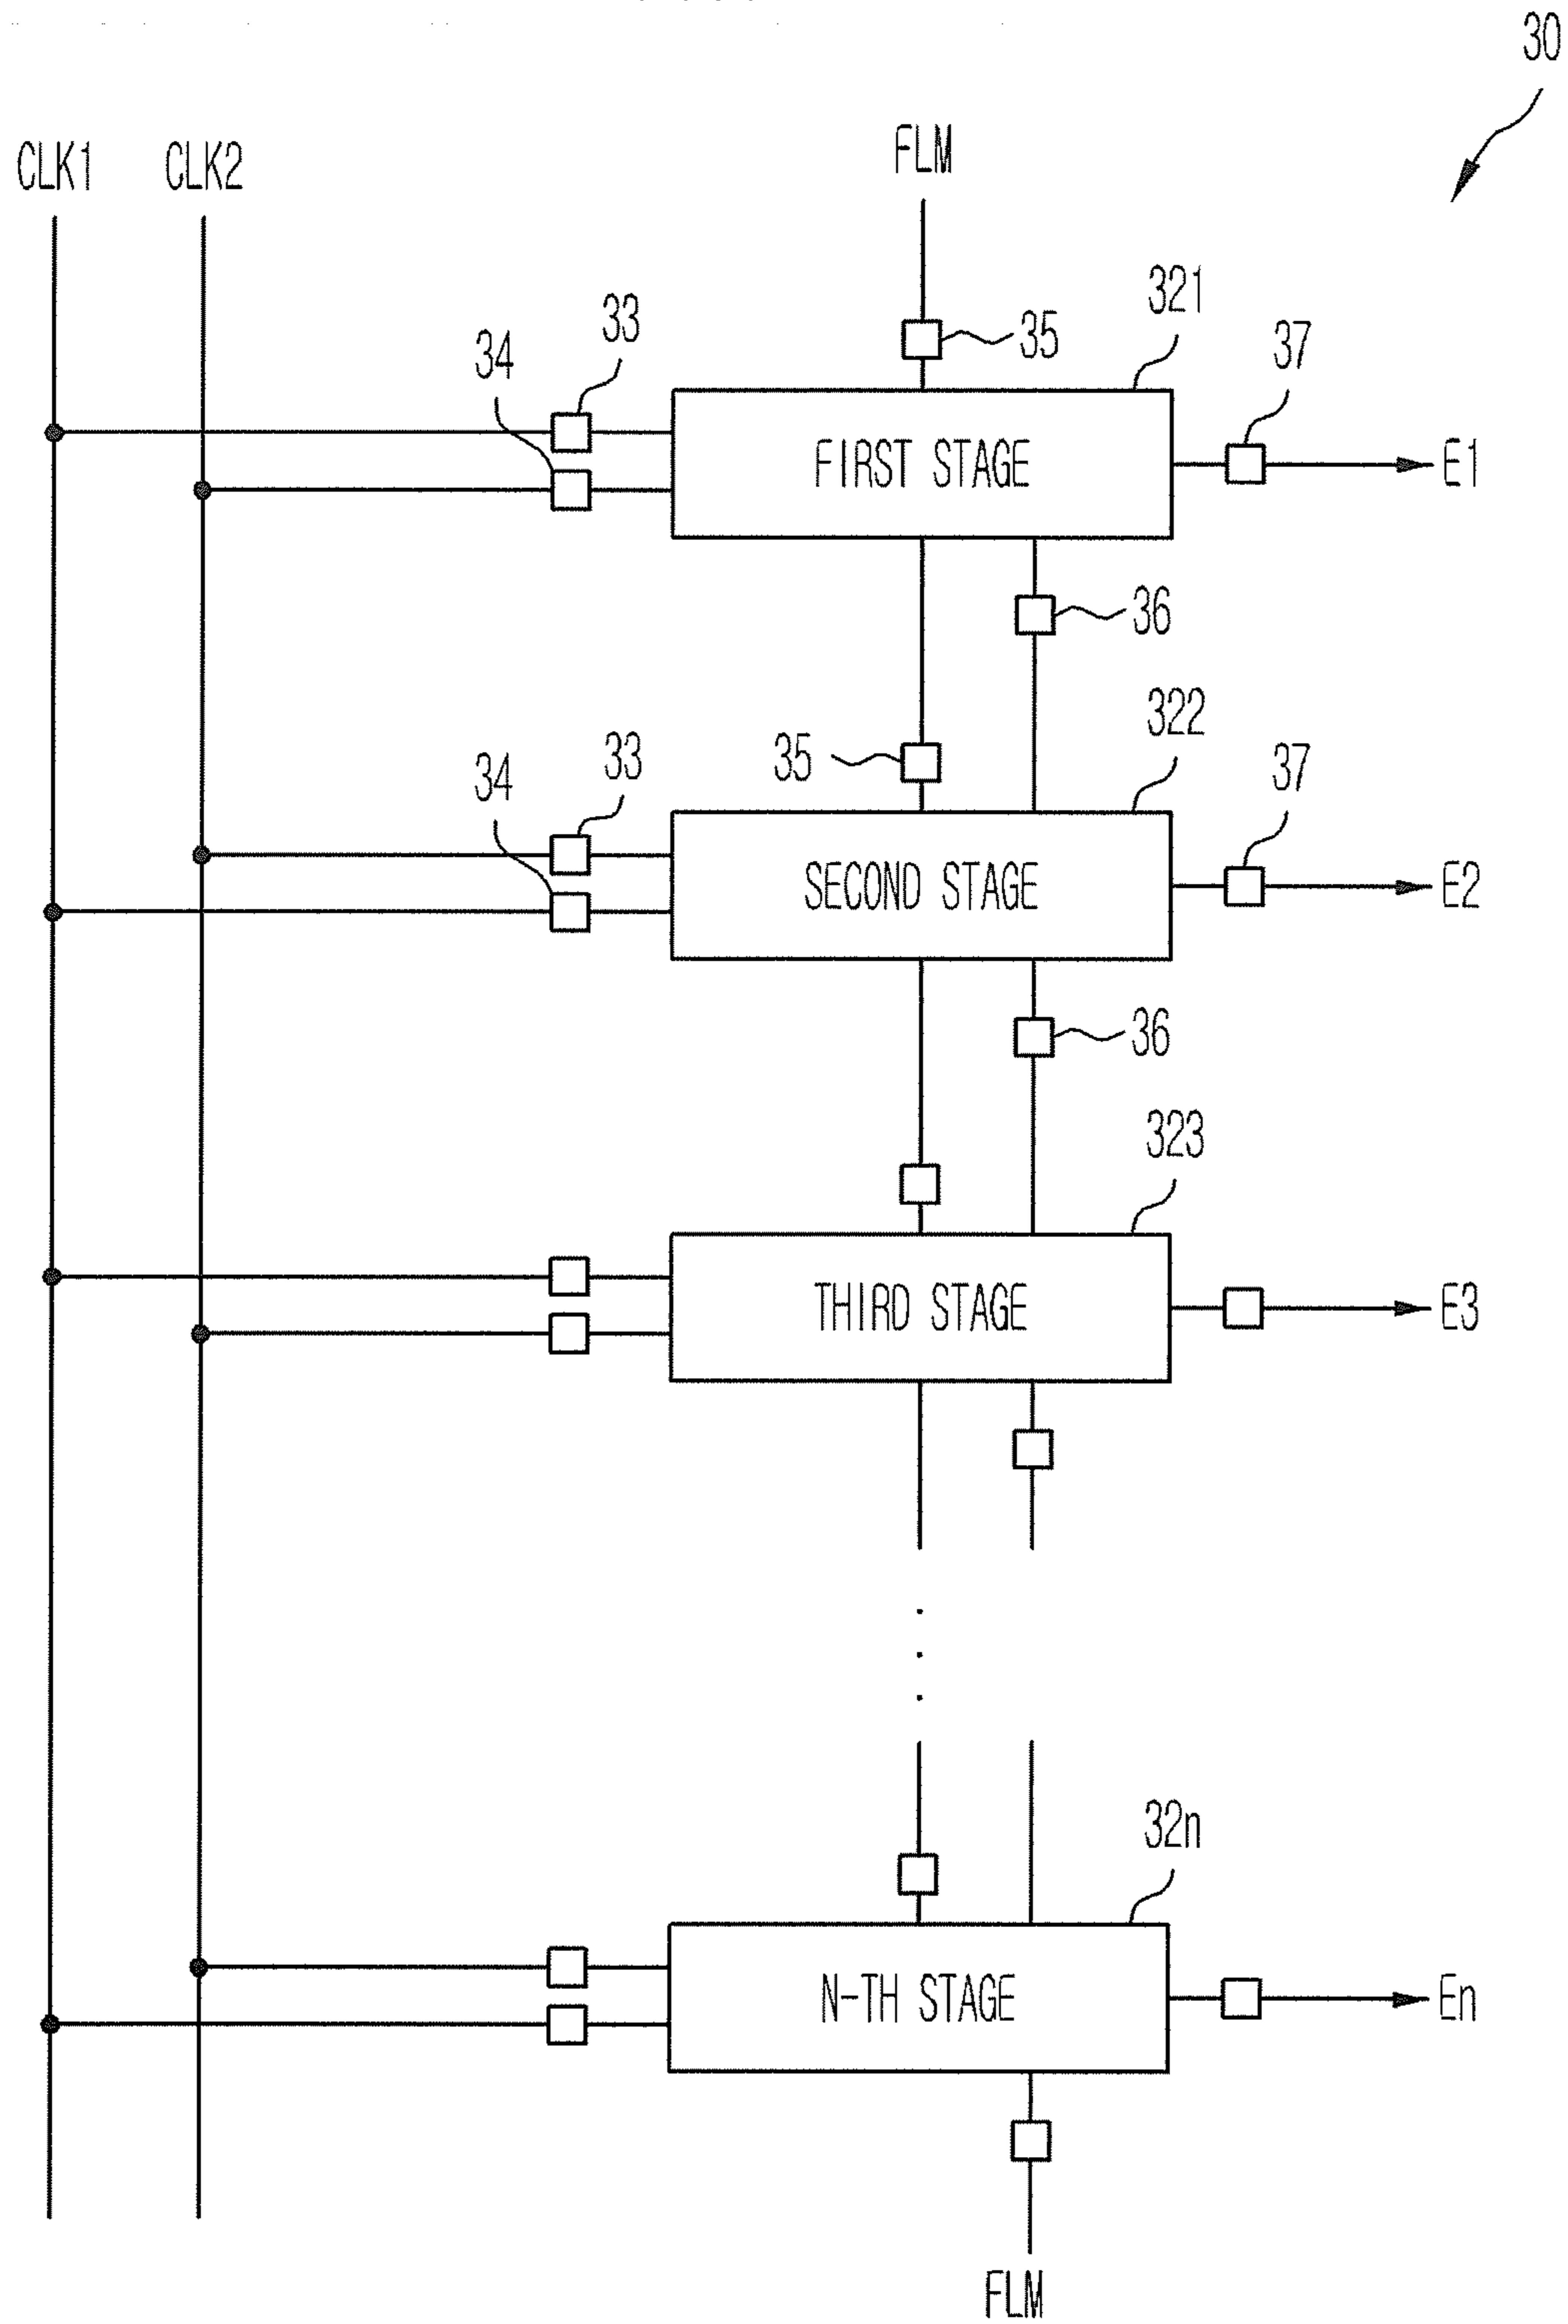 30
CLK1 CLK2 FLM
321
33 35 37
34
FIRST STAGE E1
36
322
33 35 37
34
SECOND STAGE E2
36
323
THIRD STAGE E3
32n
N-TH STAGE En
FLM